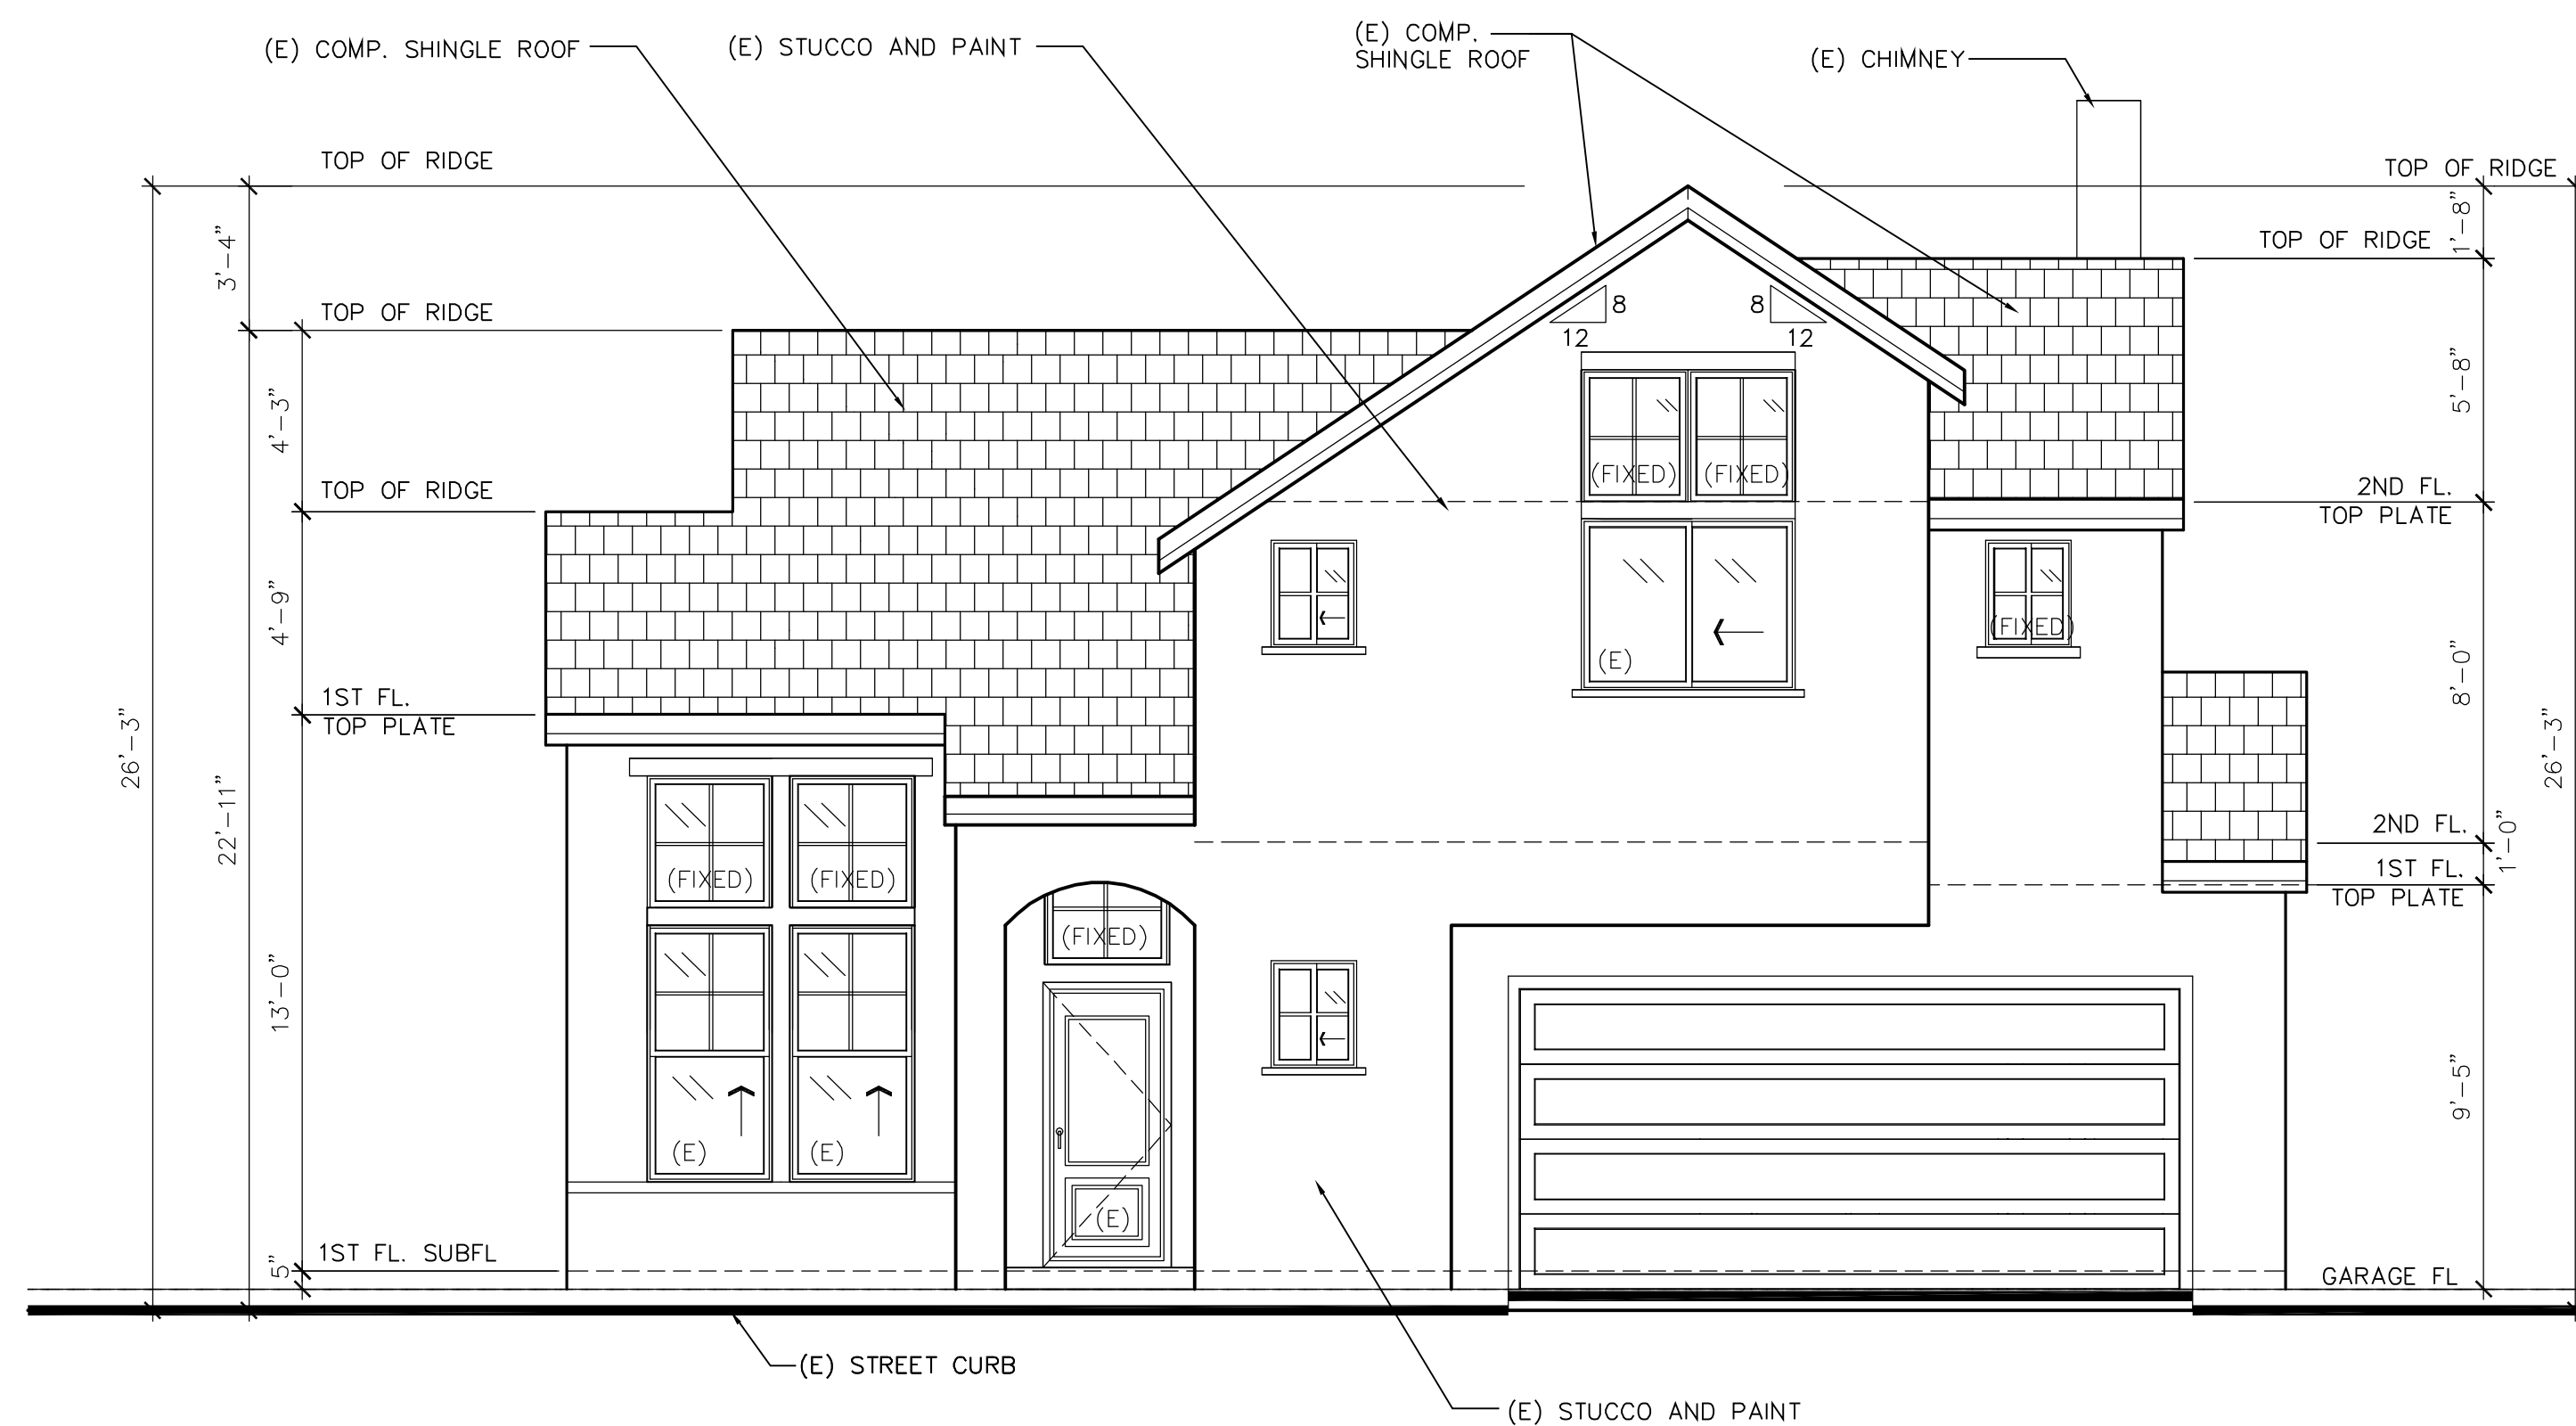 (E) COMP. SHINGLE ROOF
(E) STUCCO AND PAINT
(E) COMP.
SHINGLE ROOF
(E) CHIMNEY
TOP OF RIDGE
TOP OF RIDGE
3'-4"
1'-8"
TOP OF RIDGE
TOP OF RIDGE
8
8
12
12
4'-3"
5'-8"
(FIXED)
(FIXED)
TOP OF RIDGE
2ND FL.
TOP PLATE
4'-9"
(FIXED)
(E)
8'-0"
1ST FL.
TOP PLATE
26'-3"
26'-3"
22'-11"
2ND FL.
1'-0"
(FIXED)
(FIXED)
1ST FL.
TOP PLATE
(FIXED)
13'-0"
9'-5"
(E)
(E)
(E)
1ST FL. SUBFL
5"
GARAGE FL
(E) STREET CURB
(E) STUCCO AND PAINT